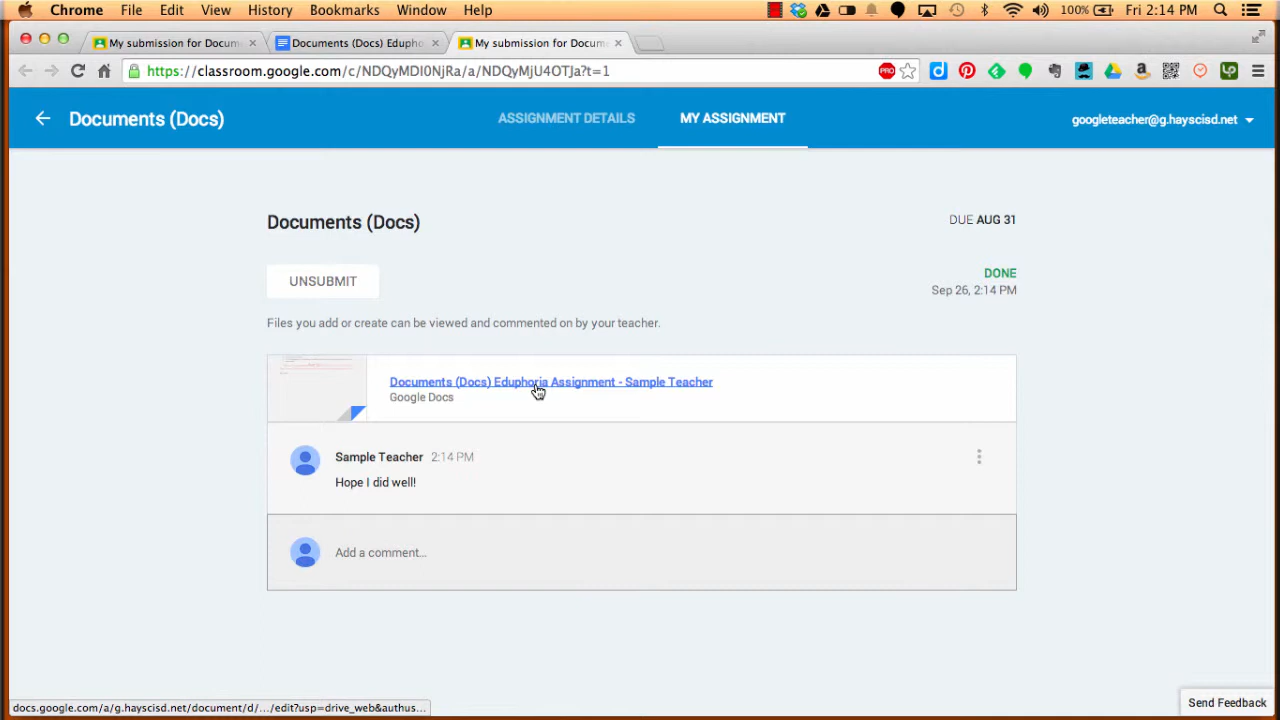 Chrome File Edit View History Bookmarks Window Help 100% Fri 2:14 PM
My submission for Docum
Documents (Docs) Edupho
My submission for Docume
https://classroom.google.com/c/NDQyMDI0NjRa/a/NDQyMjU4OTJa?t=1
PRO
Documents (Docs)
ASSIGNMENT DETAILS
MY ASSIGNMENT
googleteacher@g.hayscisd.net
Documents (Docs)
DUE AUG 31
UNSUBMIT
DONE
Sep 26, 2:14 PM
Files you add or create can be viewed and commented on by your teacher.
Documents (Docs) Eduphoria Assignment - Sample Teacher
Google Docs
Sample Teacher 2:14 PM
Hope I did well!
Add a comment...
docs.google.com/a/g.hayscisd.net/document/d/.../edit?usp=drive_web&authus...
Send Feedback